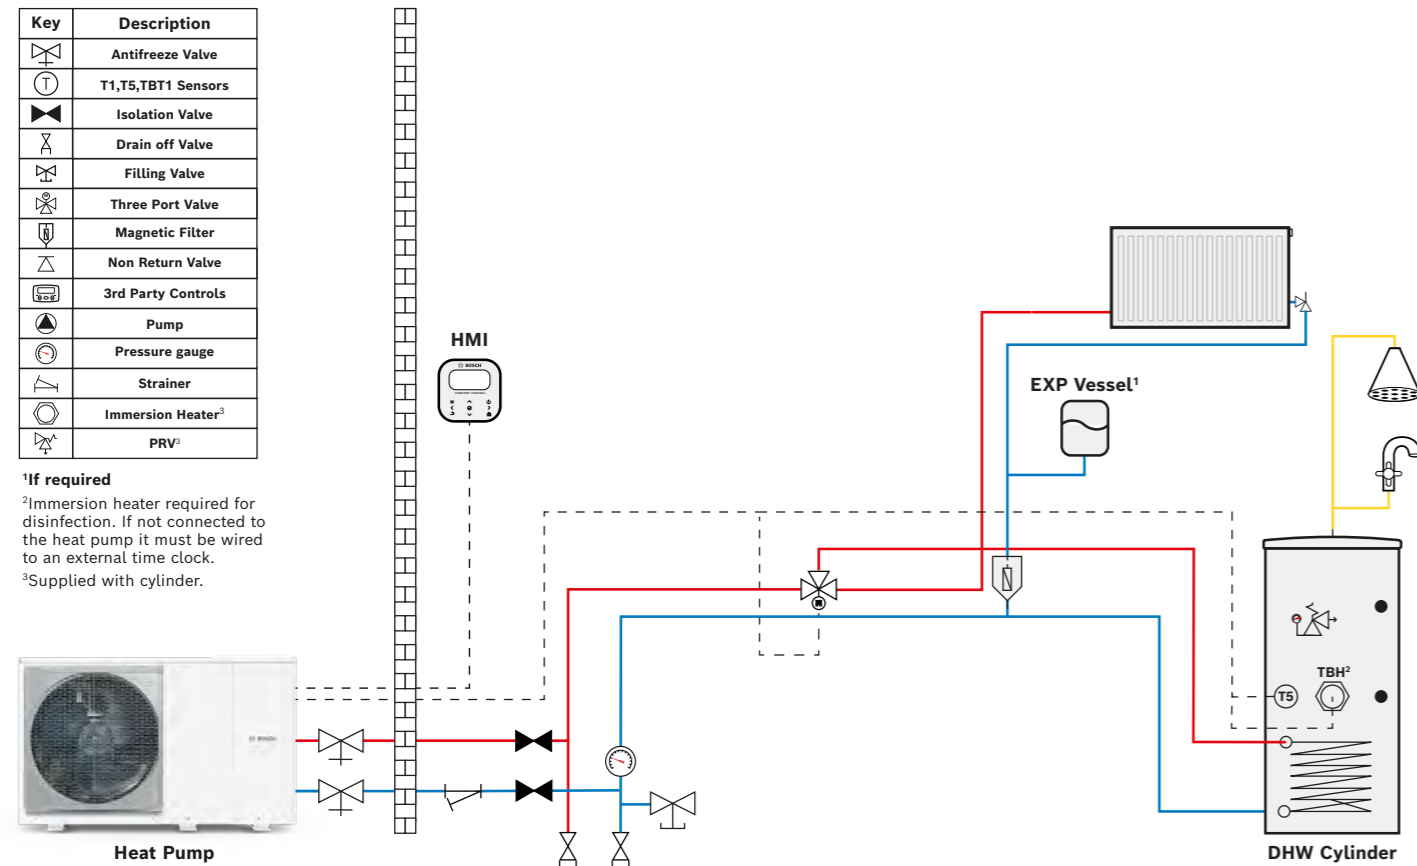 Key Description
Antifreeze Valve
T
T1,T5,TBT1 Sensors
Isolation Valve
Drain off Valve
Filling Valve
Three Port Valve
Magnetic Filter
Non Return Valve
3rd Party Controls
Pump
Pressure gauge
Strainer
Immersion Heater³
PRV³
¹If required
²Immersion heater required for
disinfection. If not connected to
the heat pump it must be wired
to an external time clock.
³Supplied with cylinder.
HMI
BOSCH
EXP Vessel¹
TBH²
T5
BOSCH
Heat Pump
DHW Cylinder